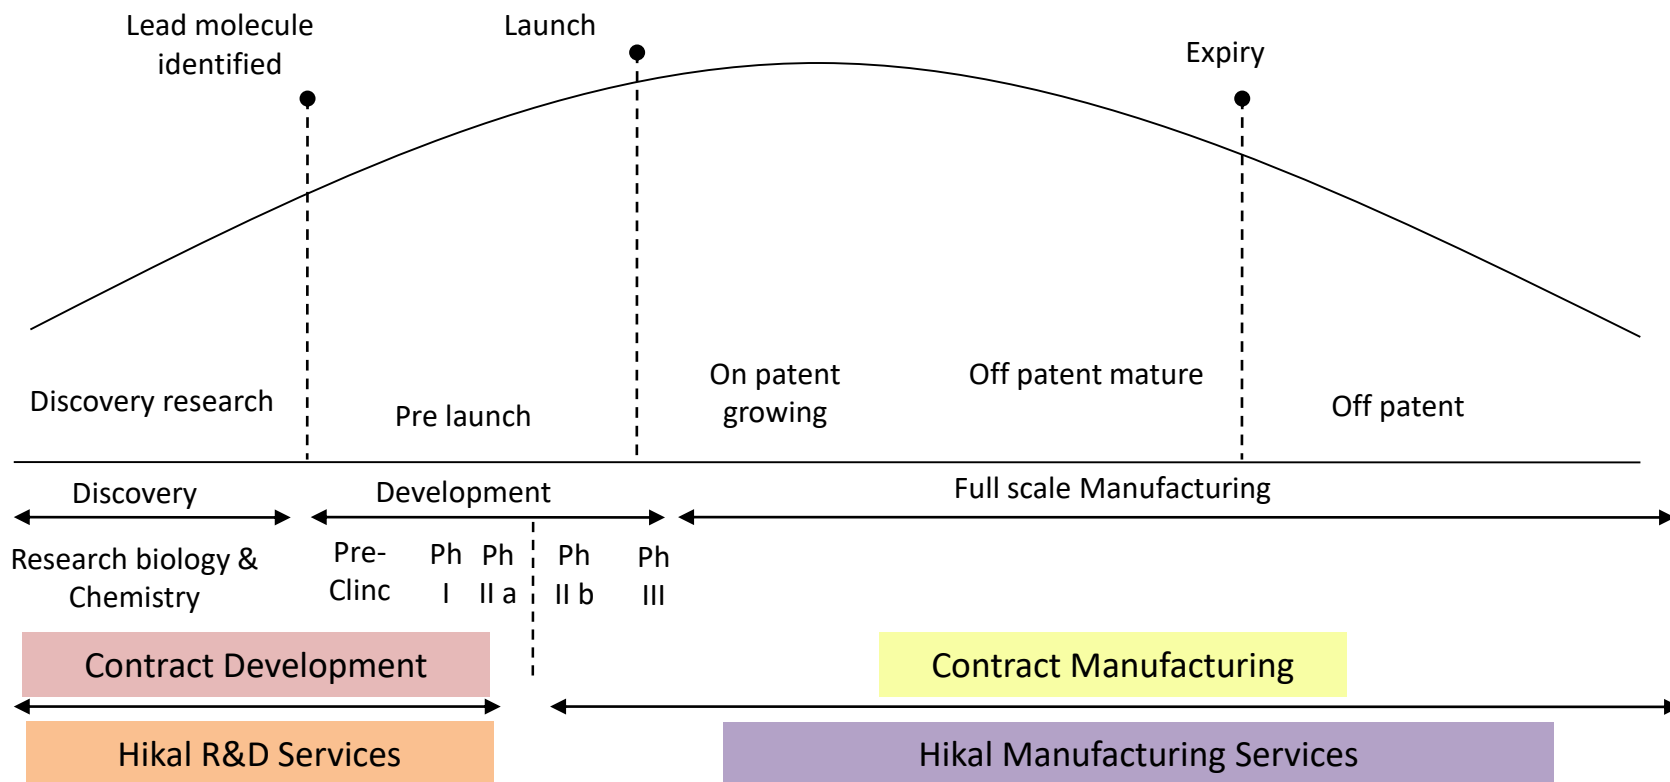 Lead molecule
identified
Launch
Expiry
Discovery research
Pre launch
On patent
growing
Off patent mature
Off patent
Discovery
Development
Full scale Manufacturing
Research biology &
Chemistry
Pre-
Clinc
Ph
I
Ph
II a
Ph
II b
Ph
III
Contract Development
Contract Manufacturing
Hikal R&D Services
Hikal Manufacturing Services